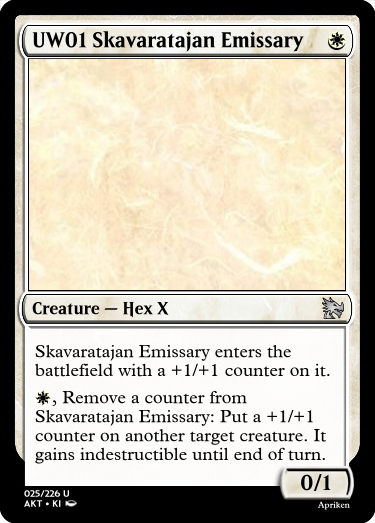 UW01 Skavaratajan Emissary
Creature — Hex X
Skavaratajan Emissary enters the
battlefield with a +1/+1 counter on it.
, Remove a counter from
Skavaratajan Emissary: Put a +1/+1
counter on another target creature. It
gains indestructible until end of turn.
0/1
025/226 U
AKT • KI
Apriken